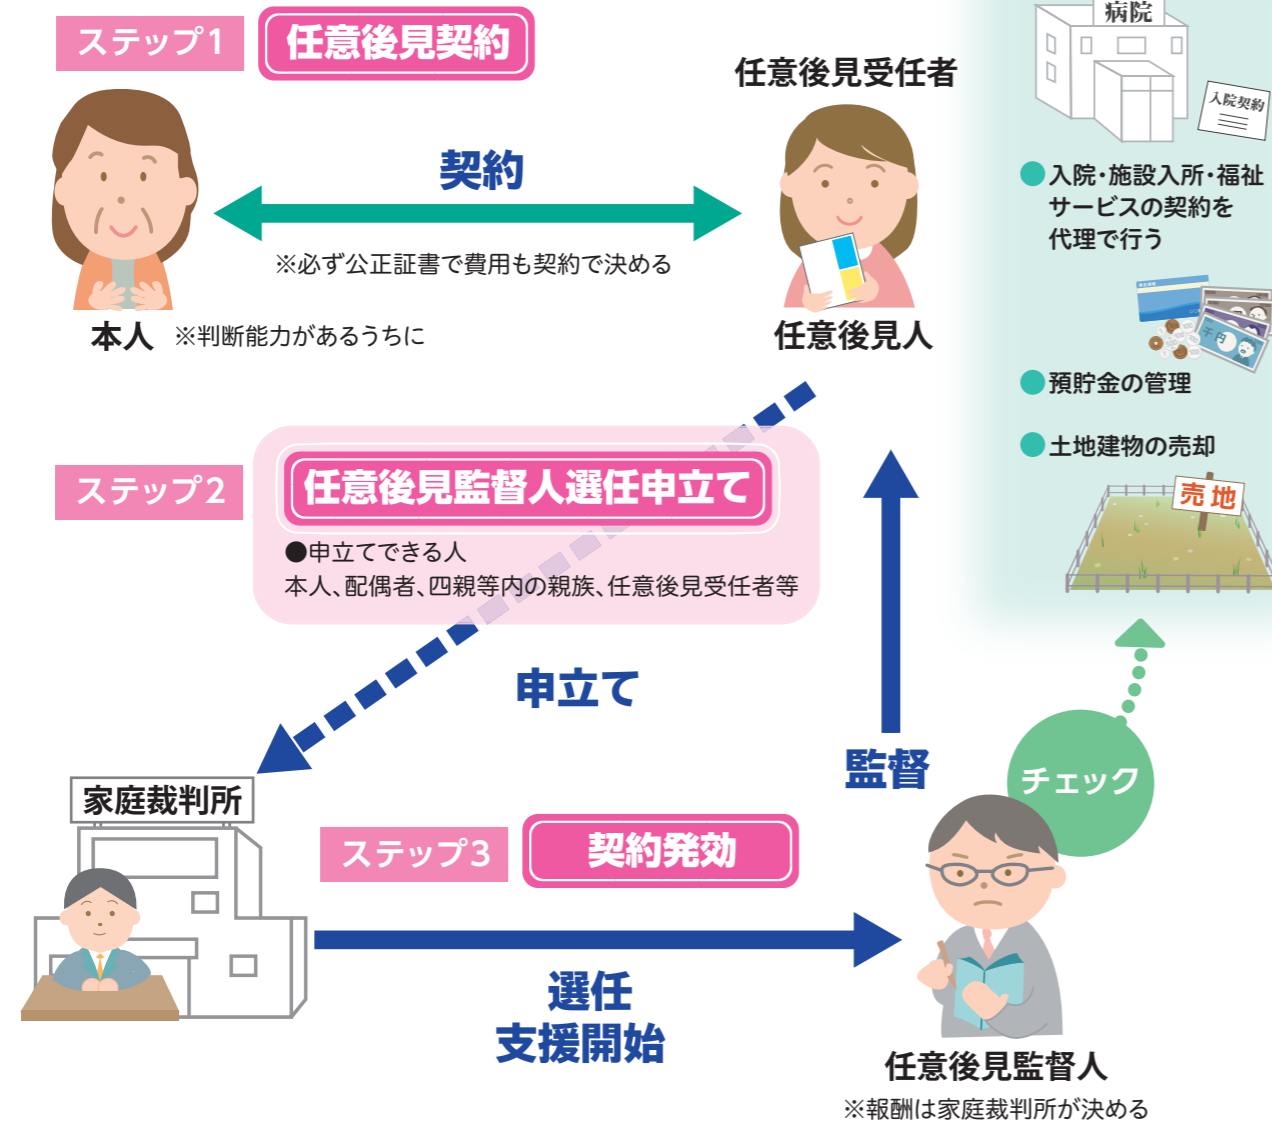 ステップ1
任意後見契約
任意後見受任者
契約
※必ず公正証書で費用も契約で決める
本人
※判断能力があるうちに
任意後見人
病院
入院契約
●入院・施設入所・福祉
サービスの契約を
代理で行う
千円
●預貯金の管理
●土地建物の売却
売地
ステップ2
任意後見監督人選任申立て
●申立てできる人
本人、配偶者、四親等内の親族、任意後見受任者等
申立て
監督
チェック
家庭裁判所
ステップ3
契約発効
選任
支援開始
任意後見監督人
※報酬は家庭裁判所が決める